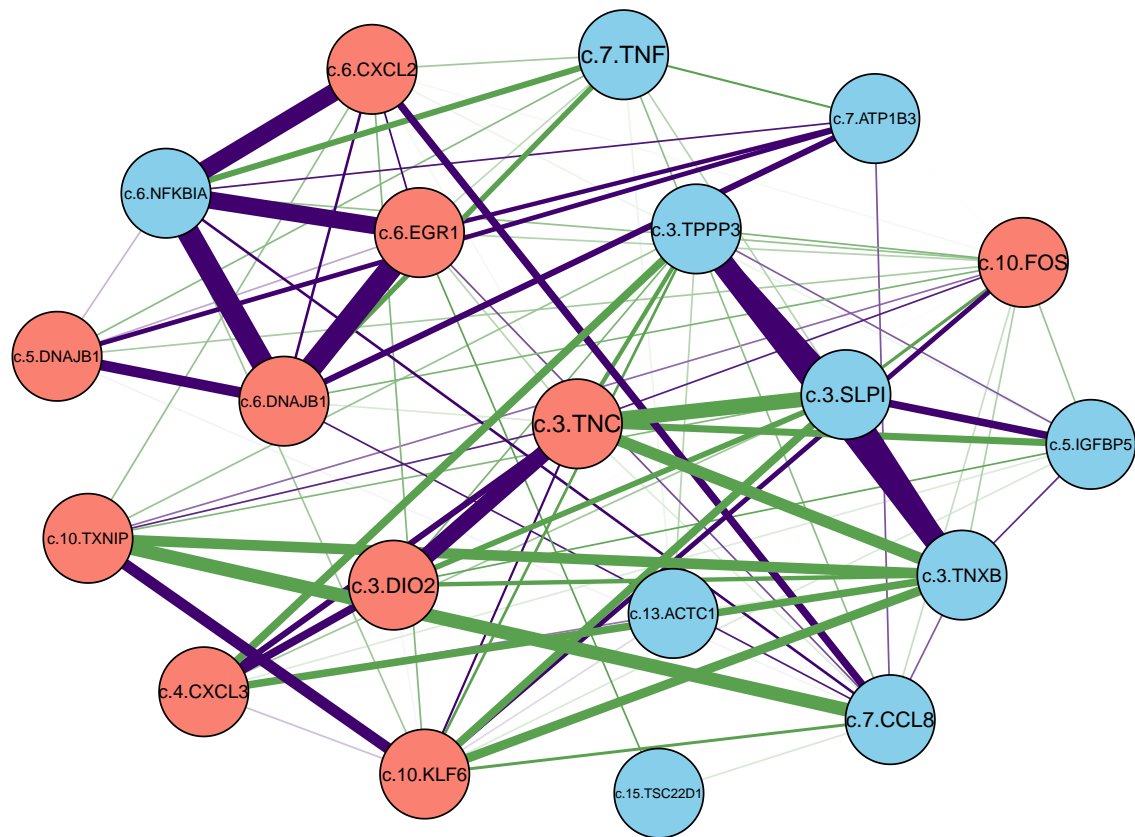 c.7.TNF
c.6.CXCL2
c.7.ATP1B3
c.6.NFKBIA
c.3.TPPP3
c.6.EGR1
c.10.FOS
c.5.DNAJB1
c.3.SLPI
c.6.DNAJB1
c.3.TNC
c.5.IGFBP5
c.10.TXNIP
c.3.TNXB
c.3.DIO2
c.13.ACTC1
c.4.CXCL3
c.7.CCL8
c.10.KLF6
c.15.TSC22D1